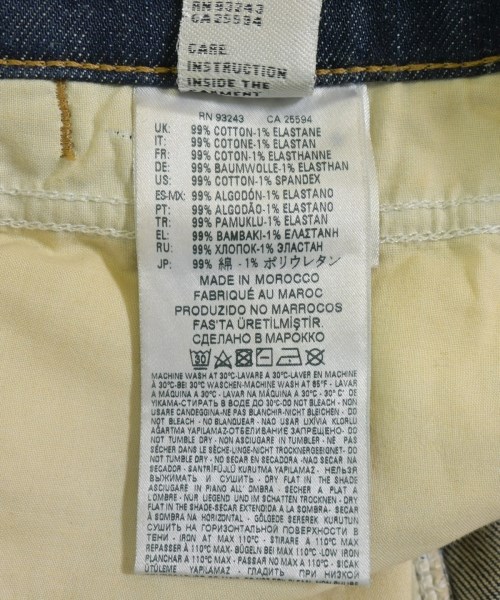 RN 93243
CA 25594
CARE
INSTRUCTION
INSIDE THE
GARMENT
RN 93243 CA 25594
UK: 99% COTTON-1% ELASTANE
IT: 99% COTONE-1% ELASTAN
FR: 99% COTON-1% ELASTHANNE
DE: 99% BAUMWOLLE-1% ELASTHAN
US: 99% COTTON-1% SPANDEX
ES-MX: 99% ALGODÓN-1% ELASTANO
PT: 99% ALGODÃO-1% ELASTANO
TR: 99% PAMUKLU-1% ELASTAN
EL: 99% ΒΑΜΒΑΚΙ-1% ΕΛΑΣΤΑΝΗ
RU: 99% ХЛОПОК-1% ЭЛАСТАН
JP: 99% 綿 -1% ポリウレタン
MADE IN MOROCCO
FABRIQUÉ AU MAROC
PRODUZIDO NO MARROCOS
FAS'TA ÜRETİLMİŞTİR.
СДЕЛАНО В МАРОККО
30
MACHINE WASH AT 30°C-LAVARE A 30°C-LAVER EN MACHINE
À 30°C-BEI 30°C WASCHEN-MACHINE WASH AT 85°F - LAVAR
A MÁQUINA A 30°C - LAVAR NA MÁQUINA A 30°C - 30° C' DE
YIKAMA-СТИРАТЬ В ВОДЕ ДО 30°C-DO NOT BLEACH - NON
USARE CANDEGGINA-NE PAS BLANCHIR-NICHT BLEICHEN - DO
NOT BLEACH - NO BLANQUEAR - NAO USAR LIXÍVIA KLORLU
AĞARTMA YAPILAMAZ-ОТБЕЛИВАНИЕ ЗАПРЕЩЕНО- DO
NOT TUMBLE DRY - NON ASCIUGARE IN TUMBLER - NE PAS
SÉCHER DANS LE SÈCHE-LINGE-NICHT TROCKNERGEEIGNET- DO
NOT TUMBLE DRY - NO SECAR EN SECADORA -NÃO SECAR NA
SECADOR - SANTRİFÜJLÜ KURUTMA YAPILAMAZ - НЕЛЬЗЯ
ВЫЖИМАТЬ И СУШИТЬ - DRY FLAT IN THE SHADE
ASCIUGARE IN PIANO ALL' OMBRA - SÉCHER À PLAT À
L'OMBRE - NUR LIEGEND UND IM SCHATTEN TROCKNEN - DRY
FLAT IN THE SHADE-SECAR EXTENDIDA A LA SOMBRA- SECAR
À SOMBRA NA HORIZONTAL - GÖLGEDE SEREREK KURUTUN
СУШИТЬ НА ГОРИЗОНТАЛЬНОЙ ПОВЕРХНОСТИ В
ТЕНИ - IRON AT MAX 110°C - STIRARE A 110°C MAX
REPASSER À 110°C MAX - BÜGELN BEI MAX 110°C LOW IRON
PLANCHAR A 110°C MAX - PASSAR NO MAX A 110°C - SICAK
ÜTÜLEME YAPILAMAZ - ГЛАДИТЬ ПРИ НИЗКОЙ